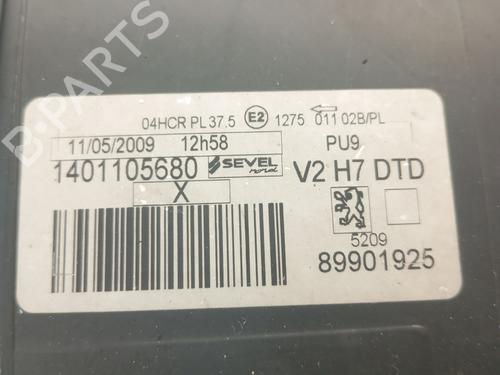 04HCR PL 37.5 E2 1275 011 02B/PL
11/05/2009 12h58 PU9
1401105680 SEVEL nord V2 H7 DTD
X
5209
89901925